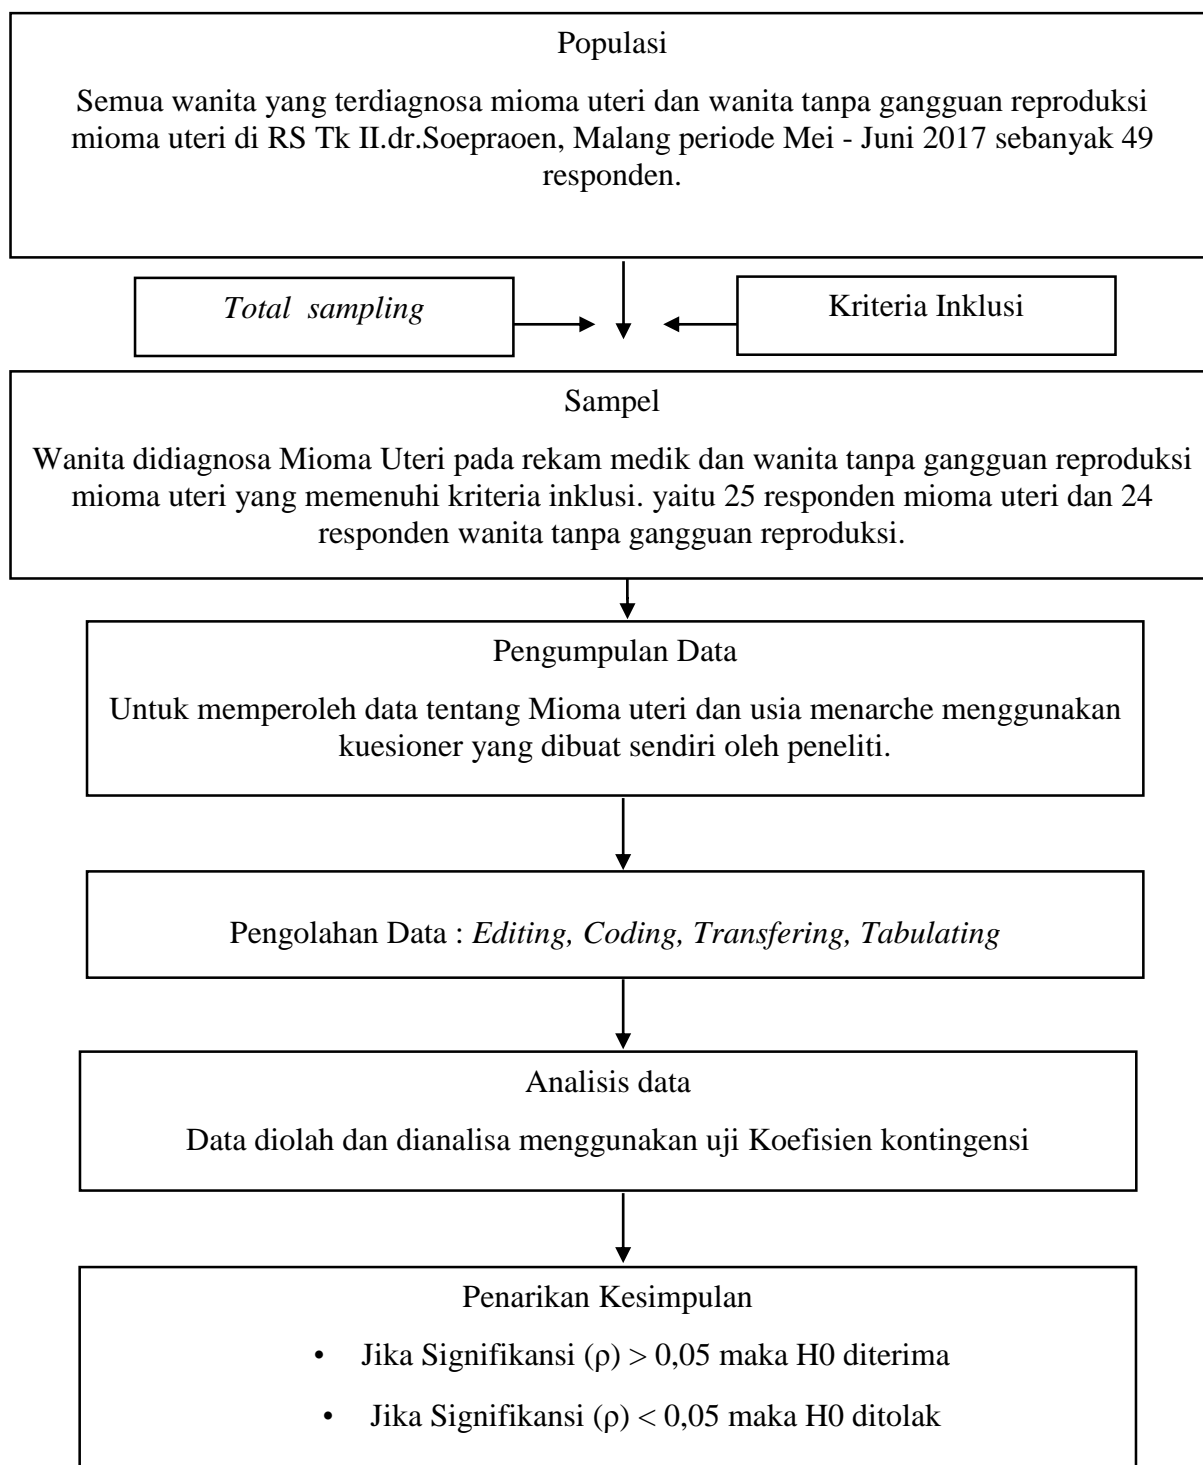 Populasi
Semua wanita yang terdiagnosa mioma uteri dan wanita tanpa gangguan reproduksi
mioma uteri di RS Tk II.dr.Soepraoen, Malang periode Mei - Juni 2017 sebanyak 49
responden.
Total sampling
Kriteria Inklusi
Sampel
Wanita didiagnosa Mioma Uteri pada rekam medik dan wanita tanpa gangguan reproduksi
mioma uteri yang memenuhi kriteria inklusi. yaitu 25 responden mioma uteri dan 24
responden wanita tanpa gangguan reproduksi.
Pengumpulan Data
Untuk memperoleh data tentang Mioma uteri dan usia menarche menggunakan
kuesioner yang dibuat sendiri oleh peneliti.
Pengolahan Data : Editing, Coding, Transfering, Tabulating
Analisis data
Data diolah dan dianalisa menggunakan uji Koefisien kontingensi
Penarikan Kesimpulan
• Jika Signifikansi (ρ) > 0,05 maka H0 diterima
• Jika Signifikansi (ρ) < 0,05 maka H0 ditolak